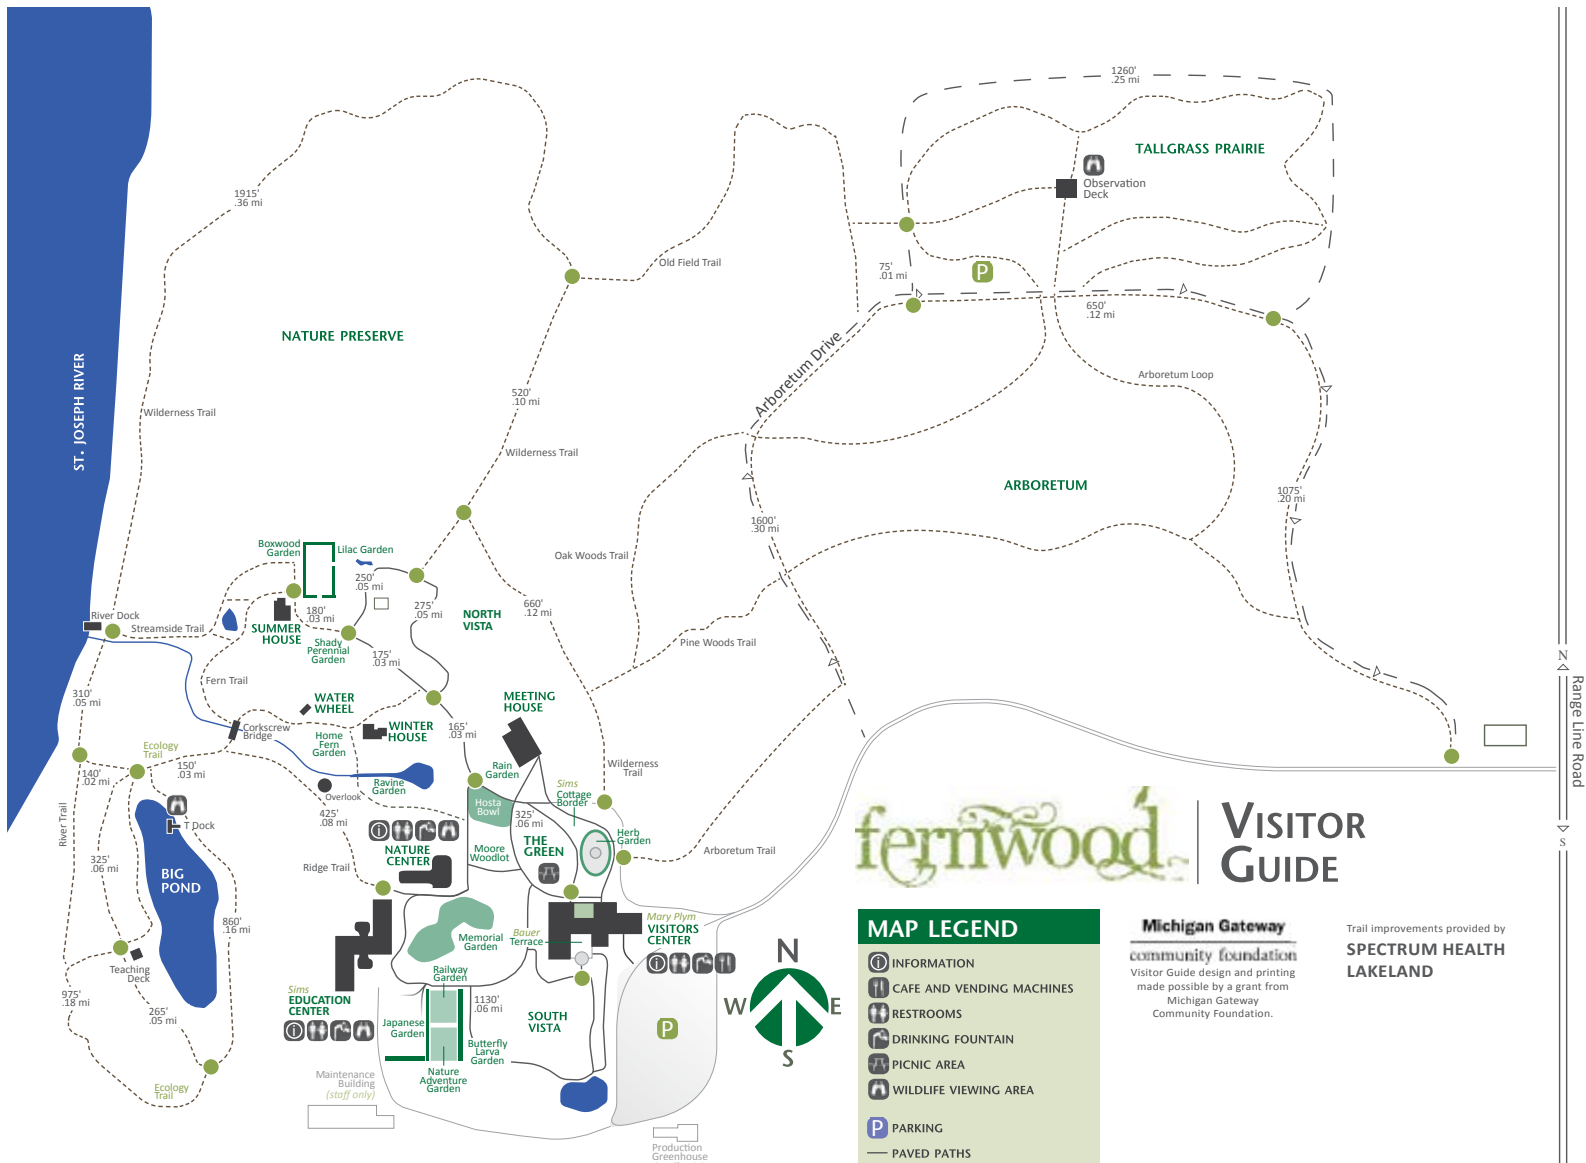 1260'
.25 mi
TALLGRASS PRAIRIE
Observation
Deck
1915'
.36 mi
Old Field Trail
75'
.01 mi
P
650'
.12 mi
NATURE PRESERVE
Arboretum Drive
Arboretum Loop
ST. JOSEPH RIVER
520'
.10 mi
Wilderness Trail
Wilderness Trail
ARBORETUM
1075'
.20 mi
1600'
.30 mi
Boxwood
Garden
Lilac Garden
Oak Woods Trail
250'
.05 mi
275'
.05 mi
660'
.12 mi
180'
.03 mi
NORTH
VISTA
River Dock
Streamside Trail
SUMMER
HOUSE
Shady
Perennial
Garden
175'
.03 mi
Pine Woods Trail
N
Fern Trail
310'
.05 mi
WATER
WHEEL
MEETING
HOUSE
Range Line Road
Corkscrew
Bridge
Home
Fern
Garden
WINTER
HOUSE
165'
.03 mi
Ecology
Trail
150'
.03 mi
140'
.02 mi
Rain
Garden
Wilderness
Trail
Ravine
Garden
Sims
Cottage
Border
Overlook
Hosta
Bowl
325'
.06 mi
425'
.08 mi
River Trail
T Dock
Herb
Garden
THE
GREEN
Moore
Woodlot
NATURE
CENTER
Arboretum Trail
S
fernwood
VISITOR
GUIDE
325'
.06 mi
Ridge Trail
BIG
POND
860'
.16 mi
Mary Plym
VISITORS
CENTER
Bauer
Terrace
Memorial
Garden
MAP LEGEND
Michigan Gateway
community foundation
Visitor Guide design and printing
made possible by a grant from
Michigan Gateway
Community Foundation.
Trail improvements provided by
SPECTRUM HEALTH
LAKELAND
Teaching
Deck
Railway
Garden
N
W
E
S
INFORMATION
CAFE AND VENDING MACHINES
RESTROOMS
DRINKING FOUNTAIN
PICNIC AREA
WILDLIFE VIEWING AREA
P PARKING
PAVED PATHS
975'
.18 mi
265'
.05 mi
Sims
EDUCATION
CENTER
1130'
.06 mi
SOUTH
VISTA
Japanese
Garden
P
Butterfly
Larva
Garden
Nature
Adventure
Garden
Maintenance
Building
(staff only)
Ecology
Trail
Production
Greenhouse